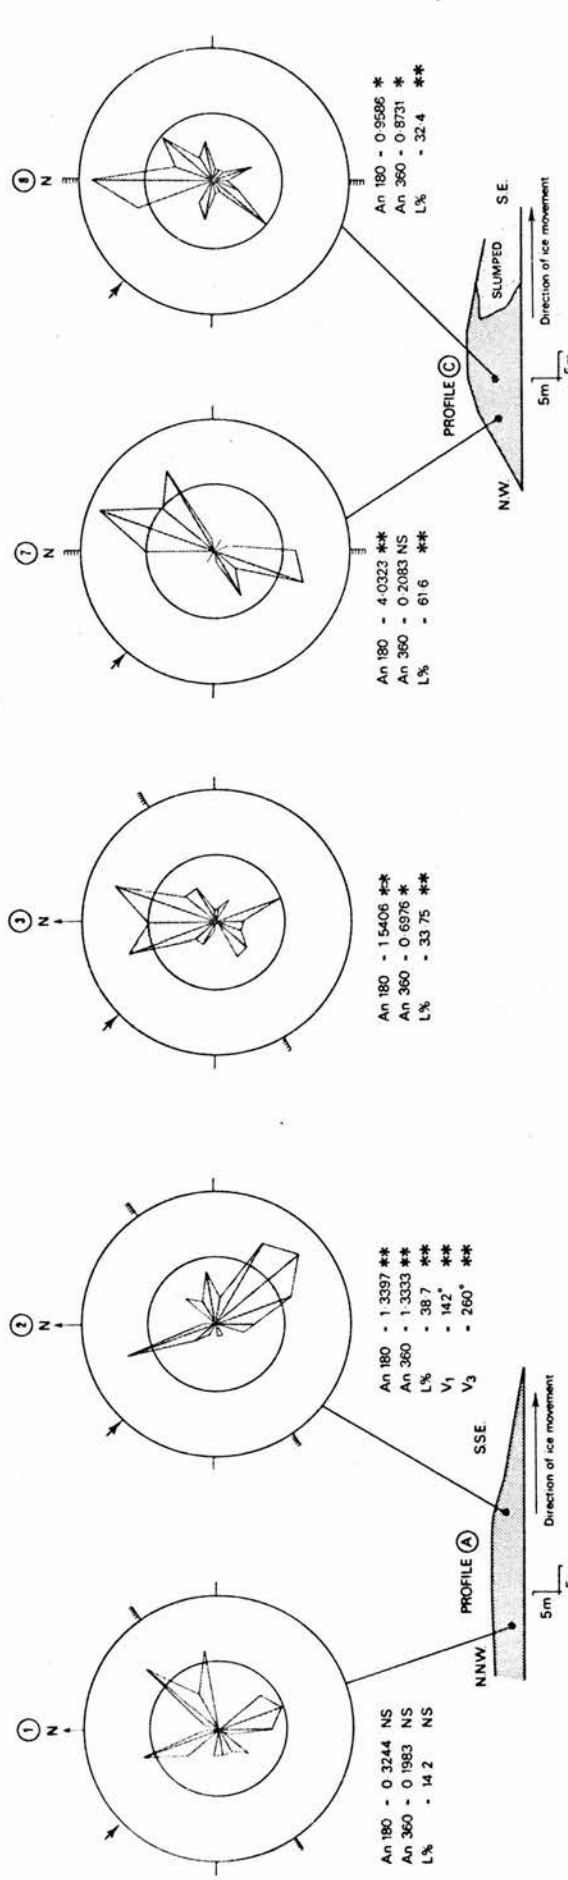 1
N
An 180 - 0·3244 NS
An 360 - 0·1983 NS
L% - 14·2 NS
2
N
An 180 - 1·3397 **
An 360 - 1·3333 **
L% - 38·7 **
V1 - 142° **
V3 - 260° **
PROFILE A
N.N.W.
S.S.E.
5m
Direction of ice movement
3
N
An 180 - 1·5406 **
An 360 - 0·6976 *
L% - 33·75 **
7
N
An 180 - 4·0323 **
An 360 - 0·2083 NS
L% - 61·6 **
8
N
An 180 - 0·9586 *
An 360 - 0·8731 *
L% - 32·4 **
PROFILE C
N.W.
S.E.
SLUMPED
5m
Direction of ice movement